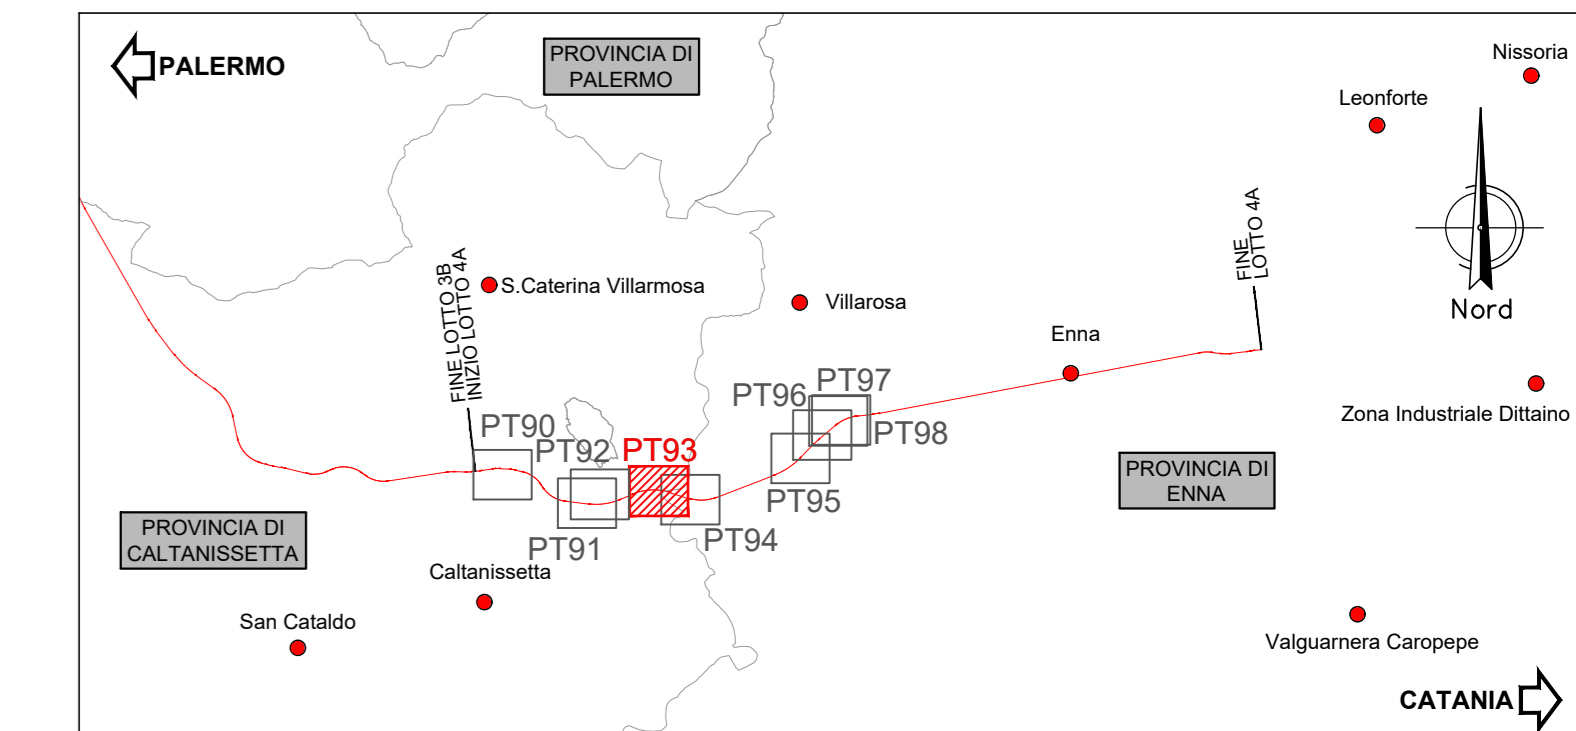 PALERMO
PROVINCIA DI
PALERMO
Nissoria
Leonforte
Nord
FINE LOTTO 3B
INIZIO LOTTO 4A
S.Caterina Villarmosa
Villarosa
Enna
FINE
LOTTO 4A
Zona Industriale Dittaino
PT90
PT92
PT93
PT96
PT97
PT98
PT95
PT91
PT94
PROVINCIA DI
ENNA
PROVINCIA DI
CALTANISSETTA
Caltanissetta
San Cataldo
Valguarnera Caropepe
CATANIA